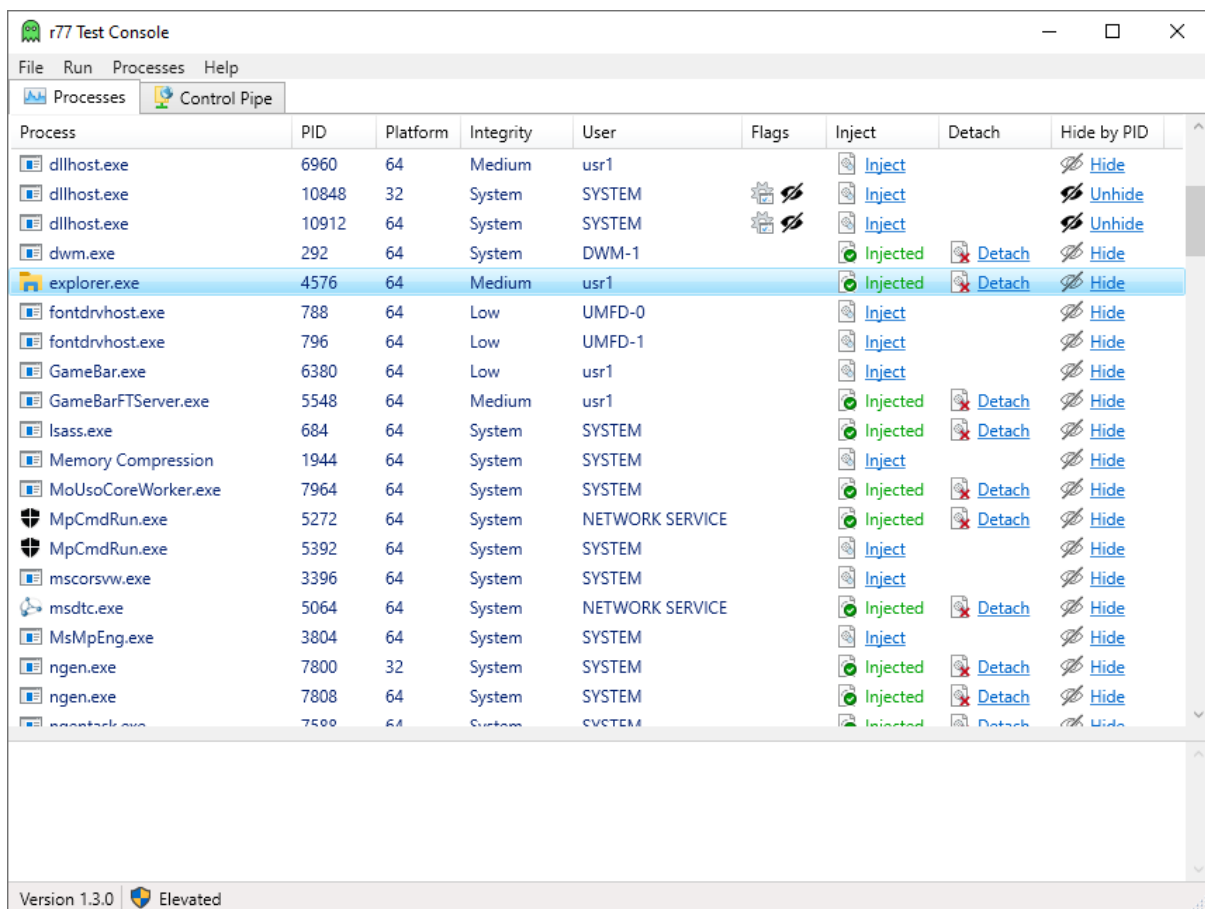 r77 Test Console
File Run Processes Help
Processes Control Pipe
Process PID Platform Integrity User Flags Inject Detach Hide by PID
dllhost.exe 6960 64 Medium usr1 Inject Hide
dllhost.exe 10848 32 System SYSTEM Inject Unhide
dllhost.exe 10912 64 System SYSTEM Inject Unhide
dwm.exe 292 64 System DWM-1 Injected Detach Hide
explorer.exe 4576 64 Medium usr1 Injected Detach Hide
fontdrvhost.exe 788 64 Low UMFD-0 Inject Hide
fontdrvhost.exe 796 64 Low UMFD-1 Inject Hide
GameBar.exe 6380 64 Low usr1 Inject Hide
GameBarFTServer.exe 5548 64 Medium usr1 Injected Detach Hide
lsass.exe 684 64 System SYSTEM Injected Detach Hide
Memory Compression 1944 64 System SYSTEM Inject Hide
MoUsoCoreWorker.exe 7964 64 System SYSTEM Injected Detach Hide
MpCmdRun.exe 5272 64 System NETWORK SERVICE Injected Detach Hide
MpCmdRun.exe 5392 64 System SYSTEM Inject Hide
mscorsvw.exe 3396 64 System SYSTEM Inject Hide
msdtc.exe 5064 64 System NETWORK SERVICE Injected Detach Hide
MsMpEng.exe 3804 64 System SYSTEM Inject Hide
ngen.exe 7800 32 System SYSTEM Injected Detach Hide
ngen.exe 7808 64 System SYSTEM Injected Detach Hide
ngentask.exe 7588 64 System SYSTEM Injected Detach Hide
Version 1.3.0 Elevated